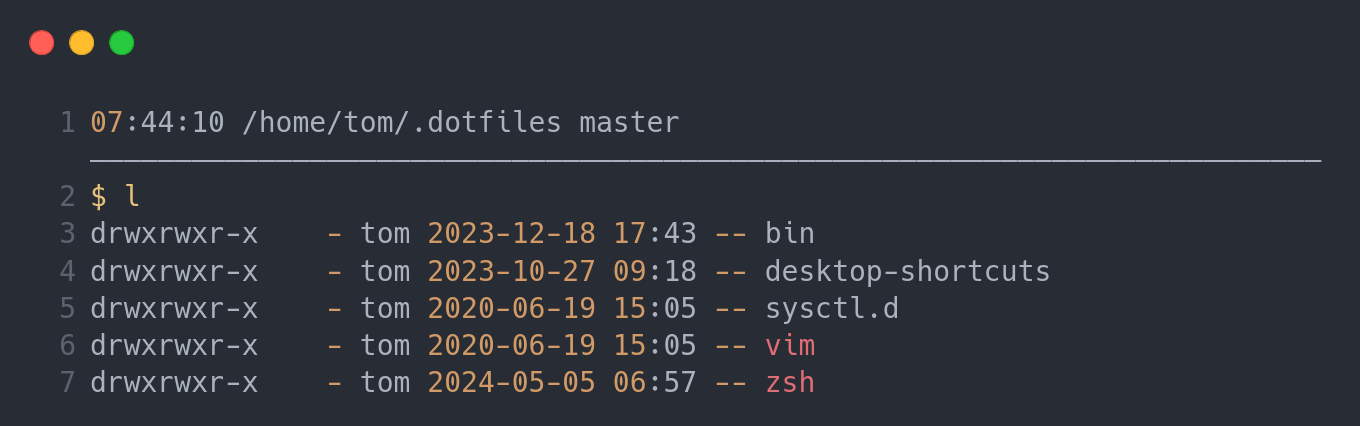 1 07:44:10 /home/tom/.dotfiles master
2 $ l
3 drwxrwxr-x    - tom 2023-12-18 17:43 -- bin
4 drwxrwxr-x    - tom 2023-10-27 09:18 -- desktop-shortcuts
5 drwxrwxr-x    - tom 2020-06-19 15:05 -- sysctl.d
6 drwxrwxr-x    - tom 2020-06-19 15:05 -- vim
7 drwxrwxr-x    - tom 2024-05-05 06:57 -- zsh